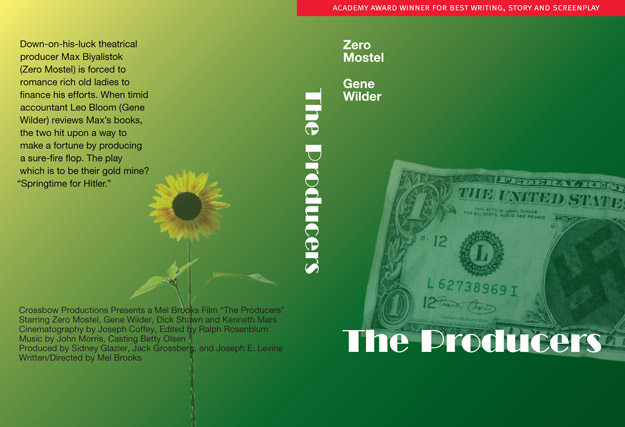 ACADEMY AWARD WINNER FOR BEST WRITING, STORY AND SCREENPLAY
Down-on-his-luck theatrical
producer Max Biyalistok
(Zero Mostel) is forced to
romance rich old ladies to
finance his efforts. When timid
accountant Leo Bloom (Gene
Wilder) reviews Max's books,
the two hit upon a way to
make a fortune by producing
a sure-fire flop. The play
which is to be their gold mine?
“Springtime for Hitler.”
Crossbow Productions Presents a Mel Brooks Film “The Producers”
Starring Zero Mostel, Gene Wilder, Dick Shawn and Kenneth Mars
Cinematography by Joseph Coffey, Edited by Ralph Rosenblum
Music by John Morris, Casting Betty Olsen
Produced by Sidney Glazier, Jack Grossberg, and Joseph E. Levine
Written/Directed by Mel Brooks
The Producers
Zero
Mostel
Gene
Wilder
FEDERAL RES
THE UNITED STATES
1
12
L
L 62738969 I
12
1
The Producers